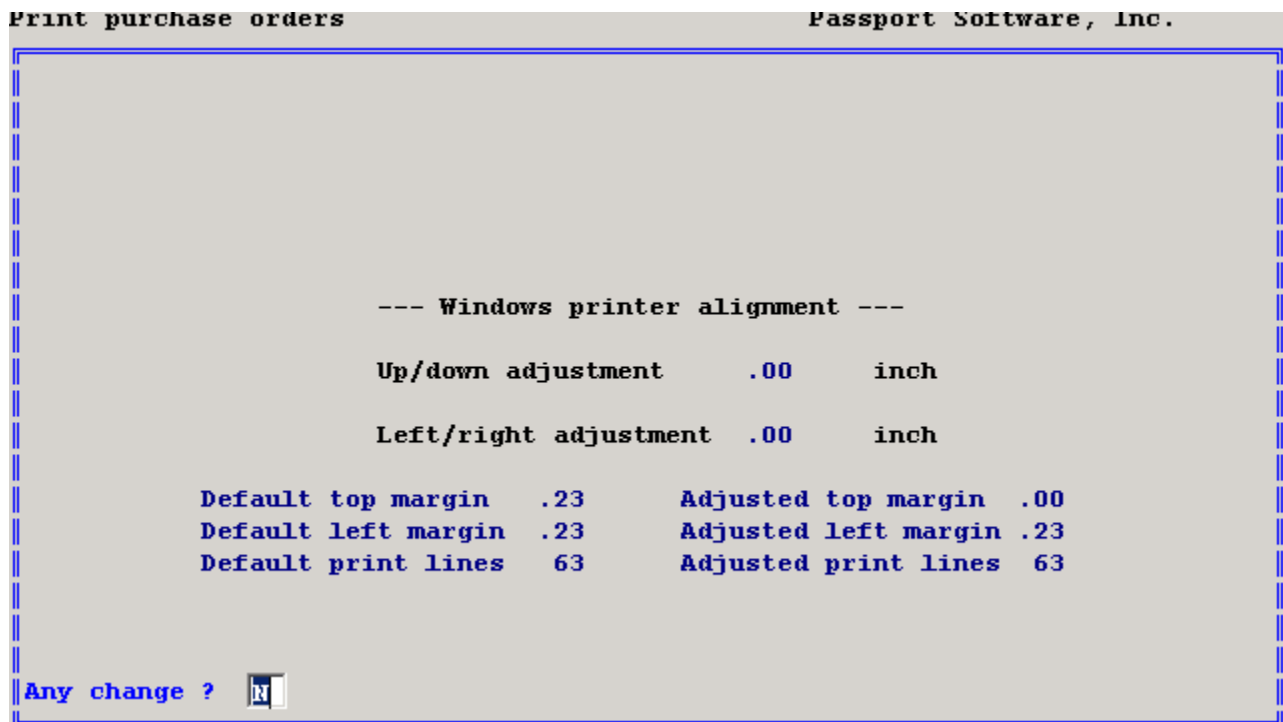 Print purchase orders Passport Software, Inc.
--- Windows printer alignment ---
Up/down adjustment .00 inch
Left/right adjustment .00 inch
Default top margin .23 Adjusted top margin .00
Default left margin .23 Adjusted left margin .23
Default print lines 63 Adjusted print lines 63
Any change ? N